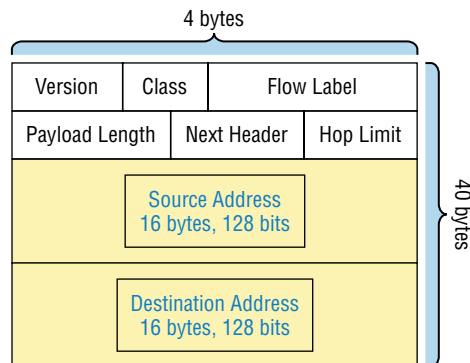 4 bytes
Version Class Flow Label
Payload Length Next Header Hop Limit
Source Address
16 bytes, 128 bits
40 bytes
Destination Address
16 bytes, 128 bits